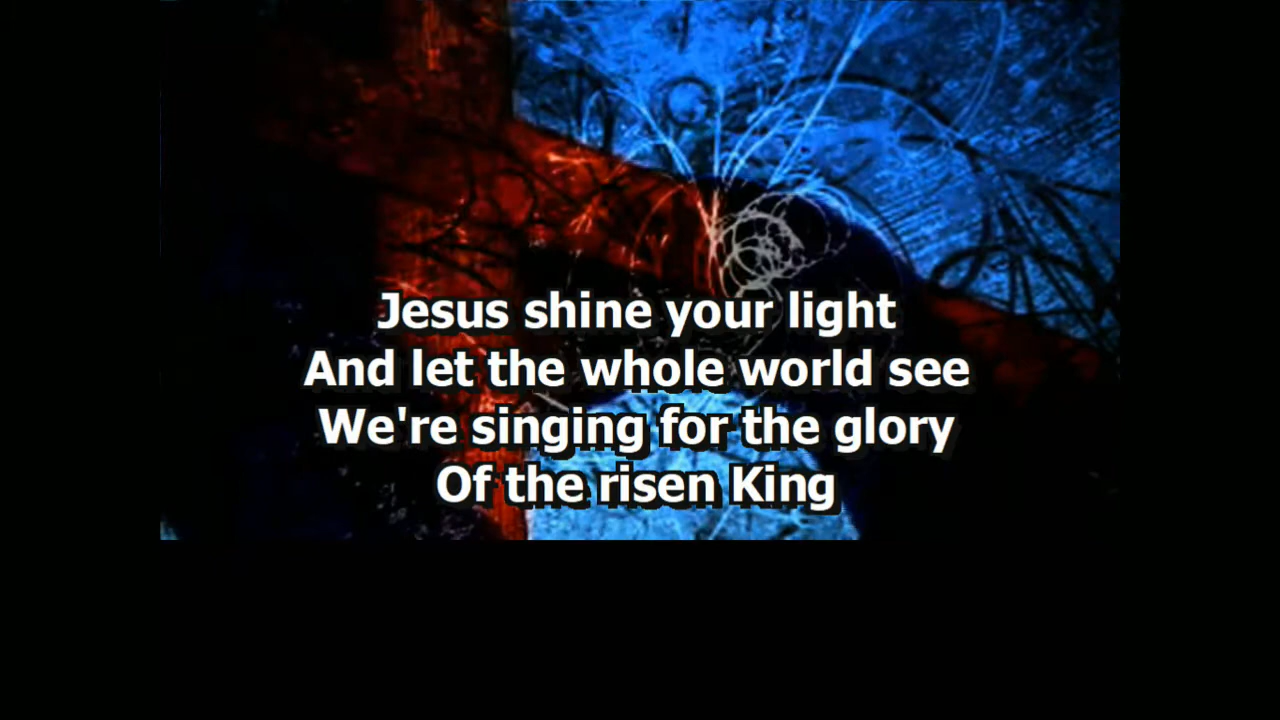 Jesus shine your light
And let the whole world see
We're singing for the glory
Of the risen King